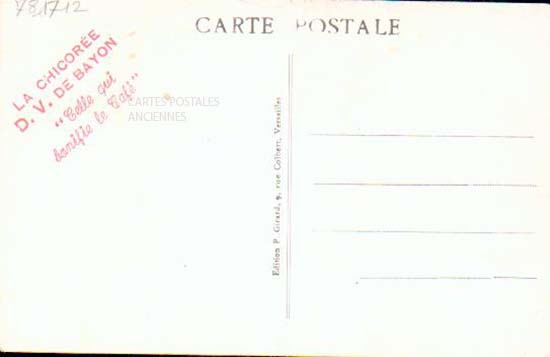 781712
CARTE POSTALE
LA CHICORÉE
D. V. DE BAYON
"Celle qui
bonifie le Café"
CARTES POSTALES
ANCIENNES
Edition P. Girard, 9, rue Colbert, Versailles